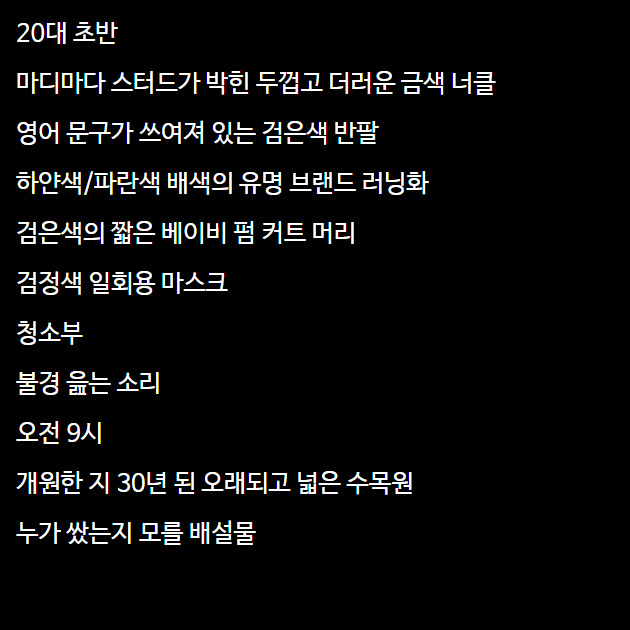 20대 초반
마디마다 스터드가 박힌 두껍고 더러운 금색 너클
영어 문구가 쓰여져 있는 검은색 반팔
하얀색/파란색 배색의 유명 브랜드 러닝화
검은색의 짧은 베이비 펌 커트 머리
검정색 일회용 마스크
청소부
불경 읊는 소리
오전 9시
개원한 지 30년 된 오래되고 넓은 수목원
누가 쌌는지 모를 배설물